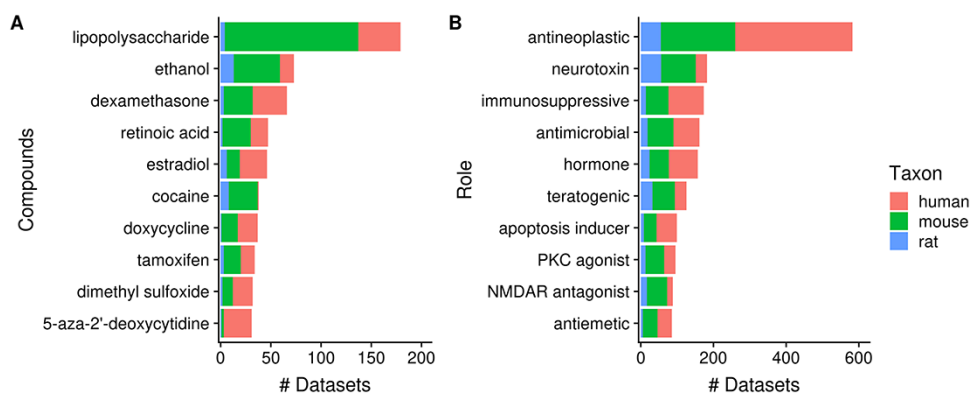 A
Compounds
lipopolysaccharide
ethanol
dexamethasone
retinoic acid
estradiol
cocaine
doxycycline
tamoxifen
dimethyl sulfoxide
5-aza-2'-deoxycytidine
0 50 100 150 200
# Datasets
B
Role
antineoplastic
neurotoxin
immunosuppressive
antimicrobial
hormone
teratogenic
apoptosis inducer
PKC agonist
NMDAR antagonist
antiemetic
0 200 400 600
# Datasets
Taxon
human
mouse
rat